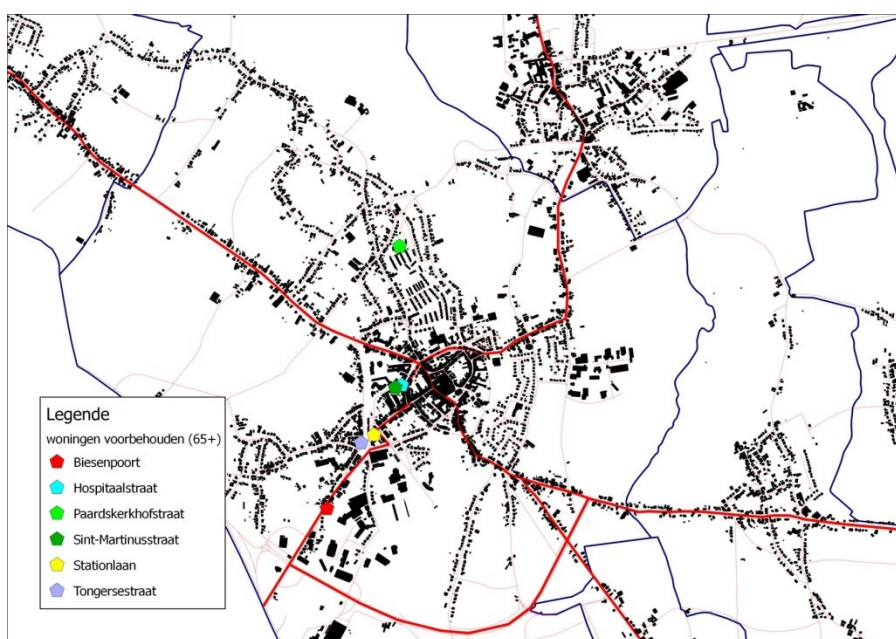 Legende
woningen voorbehouden (65+)
Biesenpoort
Hospitaalstraat
Paardskerkhofstraat
Sint-Martinusstraat
Stationlaan
Tongersestraat